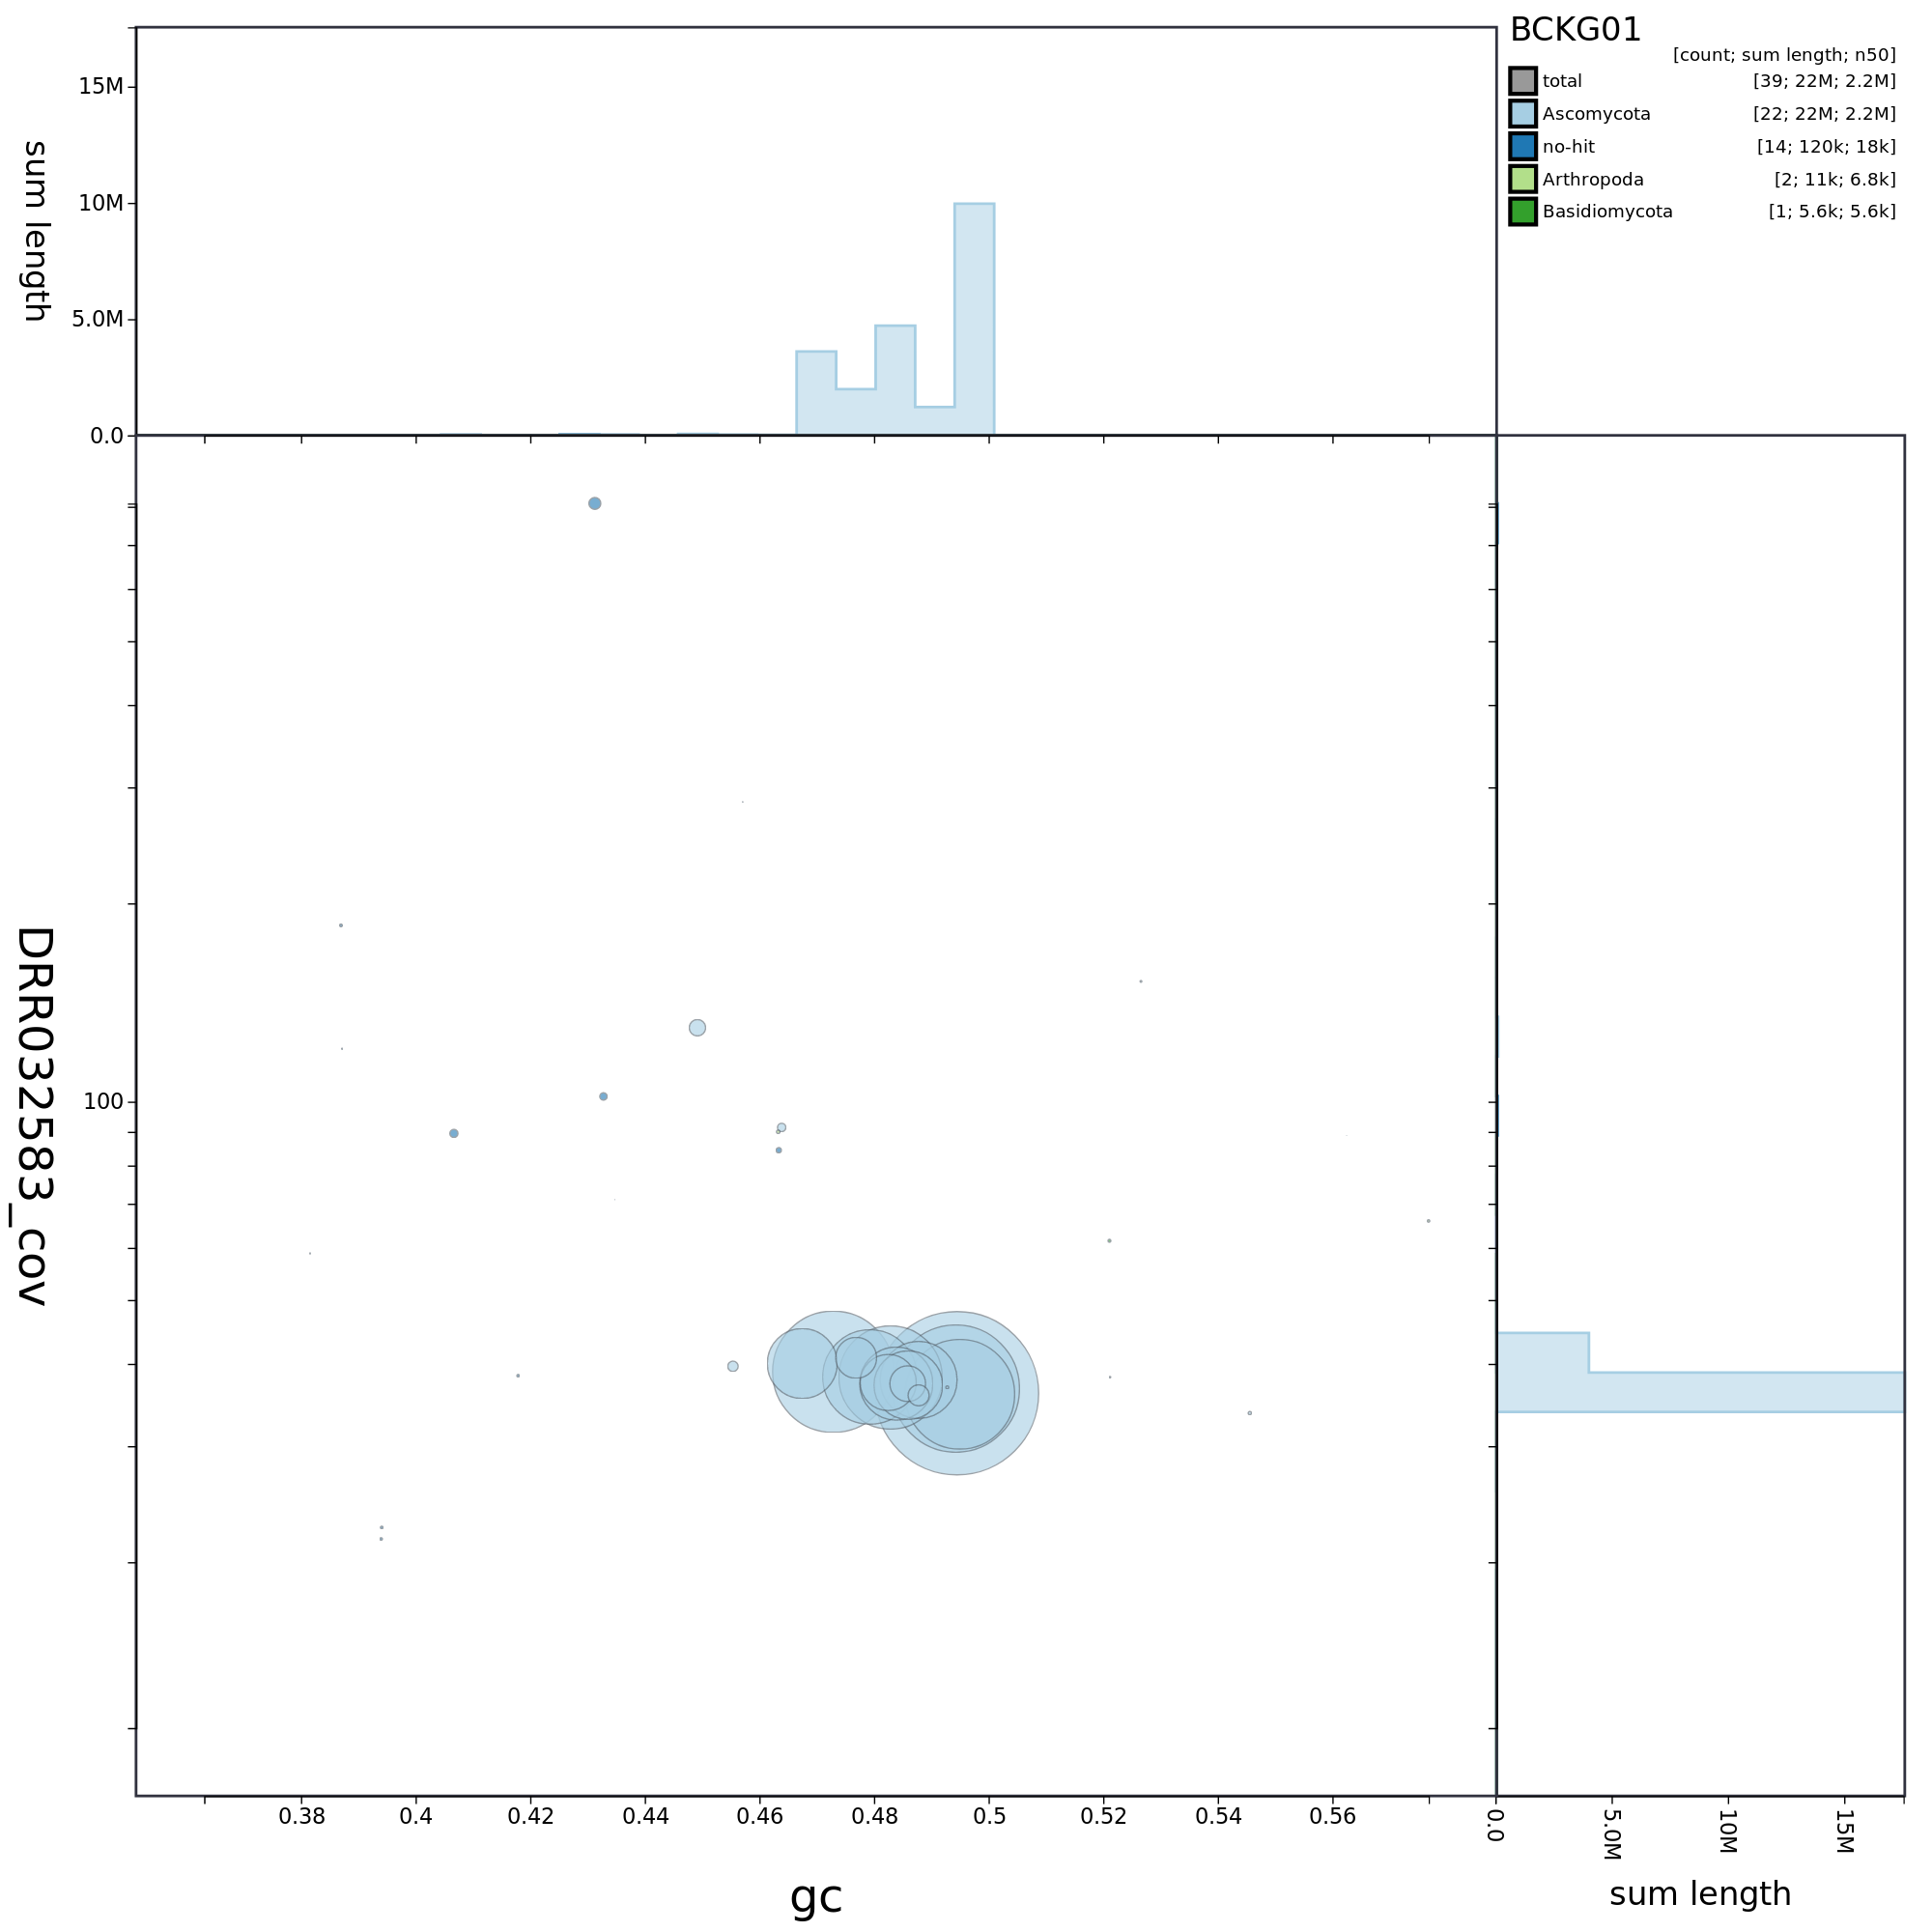 BCKG01
[count; sum length; n50]
total [39; 22M; 2.2M]
Ascomycota [22; 22M; 2.2M]
no-hit [14; 120k; 18k]
Arthropoda [2; 11k; 6.8k]
Basidiomycota [1; 5.6k; 5.6k]
sum length
15M
10M
5.0M
0.0
DRR032583_cov
100
0.38 0.4 0.42 0.44 0.46 0.48 0.5 0.52 0.54 0.56
gc
0.0 5.0M 10M 15M
sum length